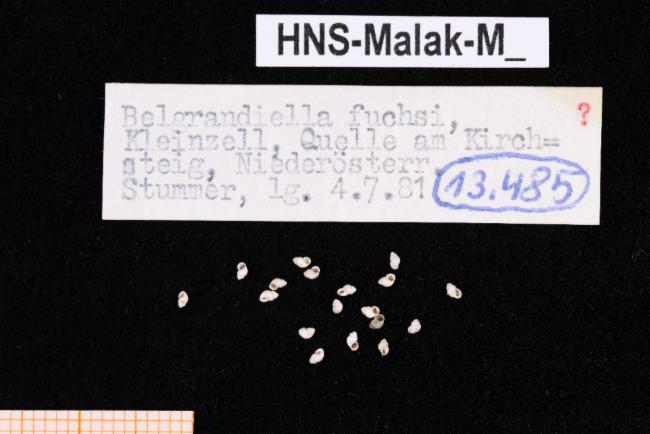 HNS-Malak-M_
Belgrandiella fuchsi, ?
Kleinzell, Quelle am Kirch=
steig, Niederösterr.
Stummer, lg. 4.7.81 13.485